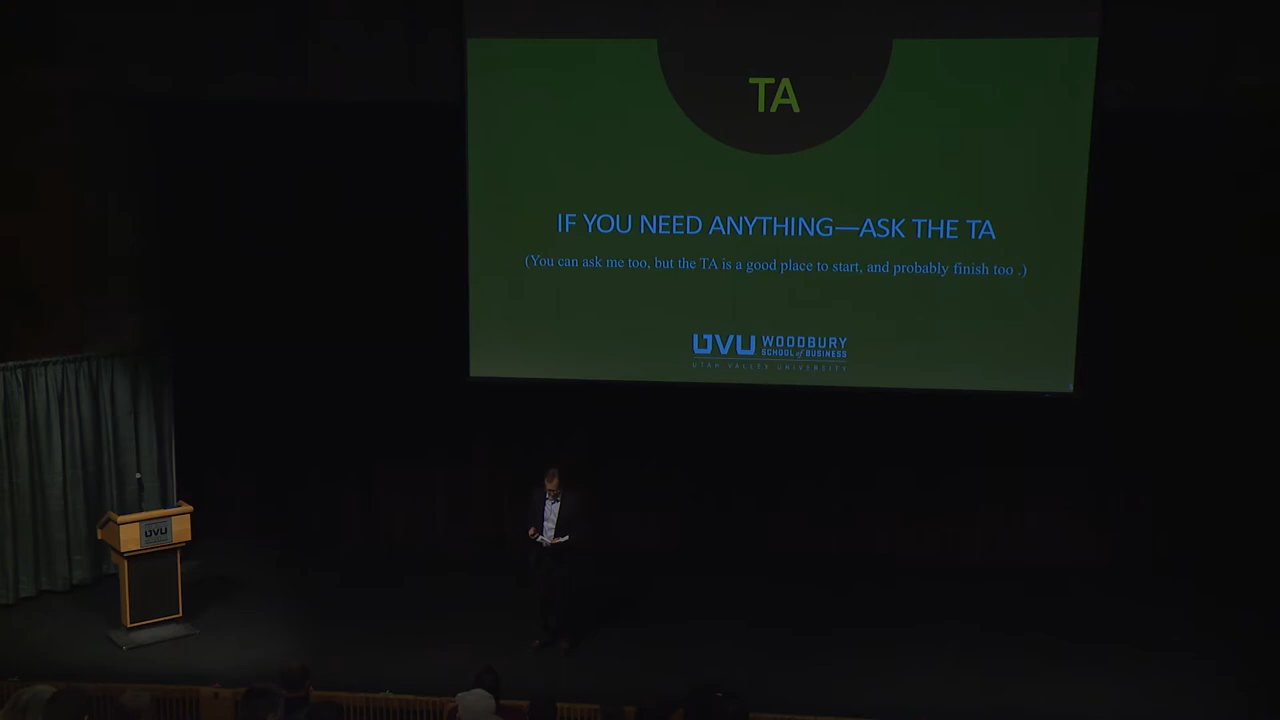 TA
IF YOU NEED ANYTHING—ASK THE TA
(You can ask me too, but the TA is a good place to start, and probably finish too .)
UVU WOODBURY
SCHOOL of BUSINESS
UTAH VALLEY UNIVERSITY
UVU